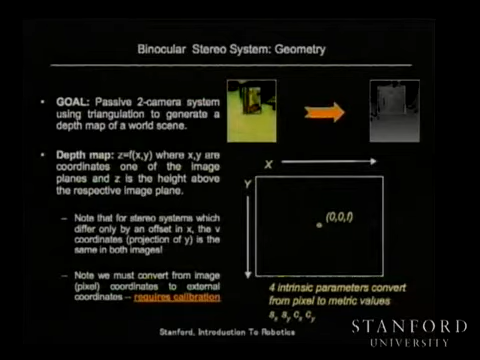 Binocular Stereo System: Geometry
• GOAL: Passive 2-camera system
using triangulation to generate a
depth map of a world scene.
• Depth map: z=f(x,y) where x,y are
coordinates one of the image
planes and z is the height above
the respective image plane.
– Note that for stereo systems which
differ only by an offset in x, the v
coordinates (projection of y) is the
same in both images!
– Note we must convert from image
(pixel) coordinates to external
coordinates -- requires calibration
X
Y
(0,0,f)
4 intrinsic parameters convert
from pixel to metric values
sx sy cx cy
Stanford, Introduction To Robotics
STANFORD
UNIVERSITY